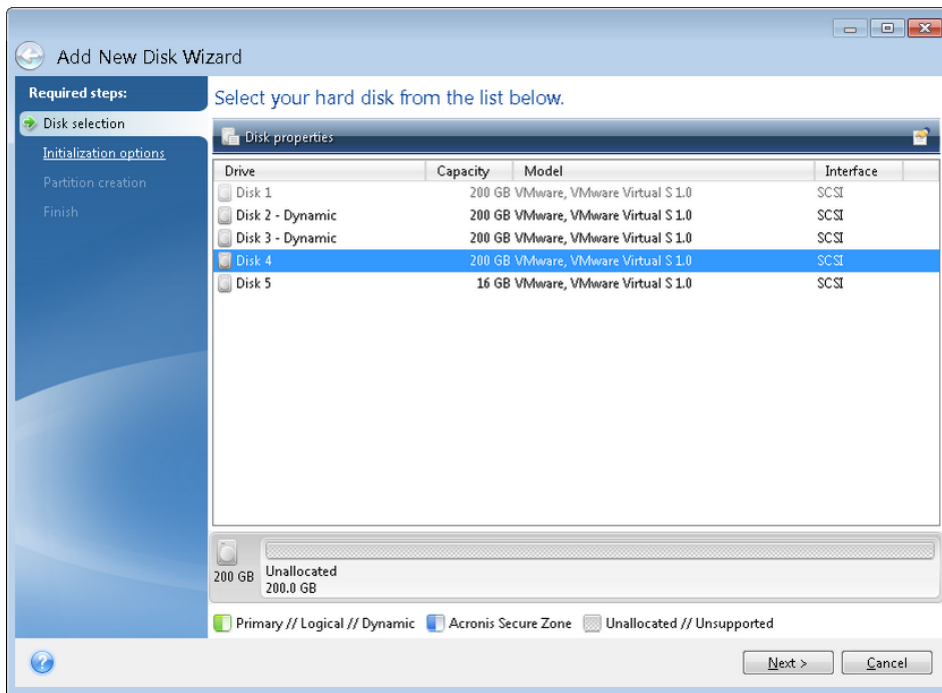 Add New Disk Wizard
Required steps:
Disk selection
Initialization options
Partition creation
Finish
Select your hard disk from the list below.
Disk properties
Drive Capacity Model Interface
Disk 1 200 GB VMware, VMware Virtual S 1.0 SCSI
Disk 2 - Dynamic 200 GB VMware, VMware Virtual S 1.0 SCSI
Disk 3 - Dynamic 200 GB VMware, VMware Virtual S 1.0 SCSI
Disk 4 200 GB VMware, VMware Virtual S 1.0 SCSI
Disk 5 16 GB VMware, VMware Virtual S 1.0 SCSI
200 GB
Unallocated
200.0 GB
Primary // Logical // Dynamic Acronis Secure Zone Unallocated // Unsupported
? Next > Cancel